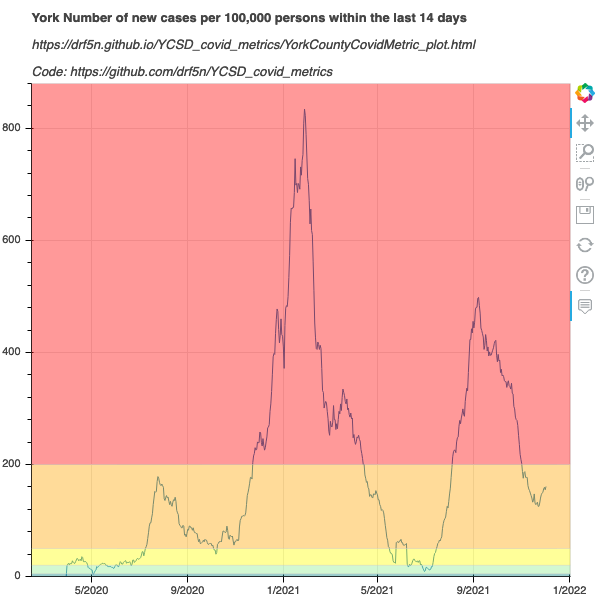 York Number of new cases per 100,000 persons within the last 14 days
https://drf5n.github.io/YCSD_covid_metrics/YorkCountyCovidMetric_plot.html
Code: https://github.com/drf5n/YCSD_covid_metrics
800
600
400
200
0
5/2020 9/2020 1/2021 5/2021 9/2021 1/2022